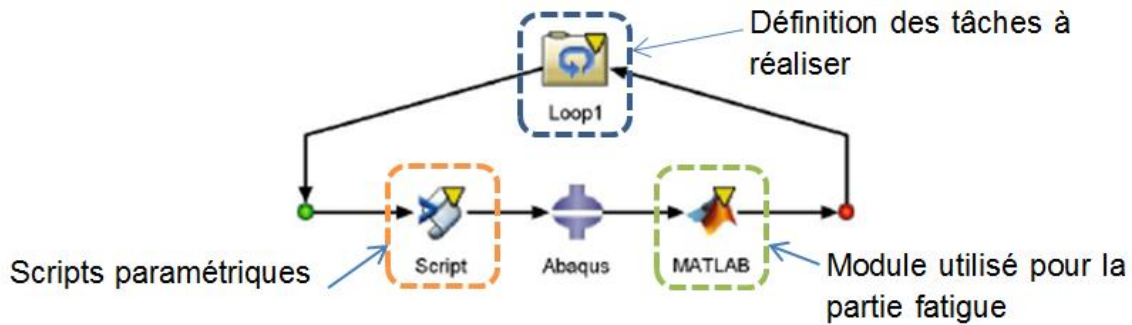 Définition des tâches à
réaliser
Loop1
Script
Abaqus
MATLAB
Scripts paramétriques
Module utilisé pour la
partie fatigue